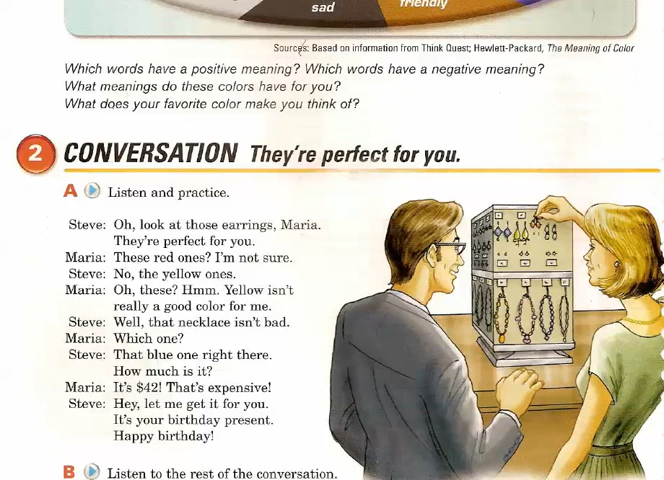 sad
friendly
Sources: Based on information from Think Quest; Hewlett-Packard, The Meaning of Color
Which words have a positive meaning? Which words have a negative meaning?
What meanings do these colors have for you?
What does your favorite color make you think of?
2 CONVERSATION They're perfect for you.
A Listen and practice.
Steve: Oh, look at those earrings, Maria.
They're perfect for you.
Maria: These red ones? I'm not sure.
Steve: No, the yellow ones.
Maria: Oh, these? Hmm. Yellow isn't
really a good color for me.
Steve: Well, that necklace isn't bad.
Maria: Which one?
Steve: That blue one right there.
How much is it?
Maria: It's $42! That's expensive!
Steve: Hey, let me get it for you.
It's your birthday present.
Happy birthday!
B Listen to the rest of the conversation.